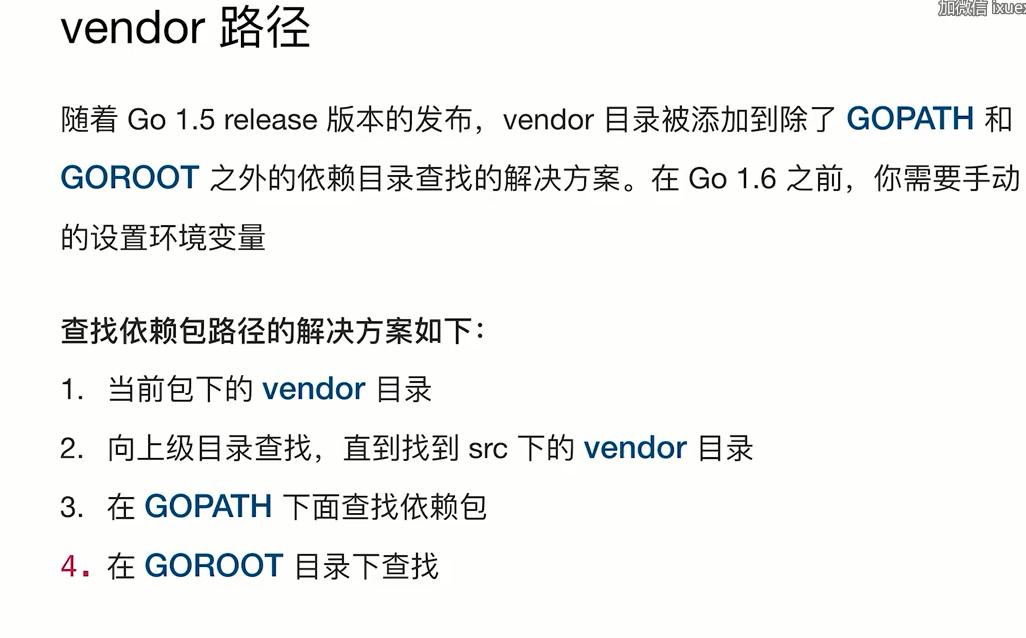 加微信 ixue
vendor 路径
随着 Go 1.5 release 版本的发布，vendor 目录被添加到除了 GOPATH 和
GOROOT 之外的依赖目录查找的解决方案。在 Go 1.6 之前，你需要手动
的设置环境变量
查找依赖包路径的解决方案如下：
1. 当前包下的 vendor 目录
2. 向上级目录查找，直到找到 src 下的 vendor 目录
3. 在 GOPATH 下面查找依赖包
4. 在 GOROOT 目录下查找